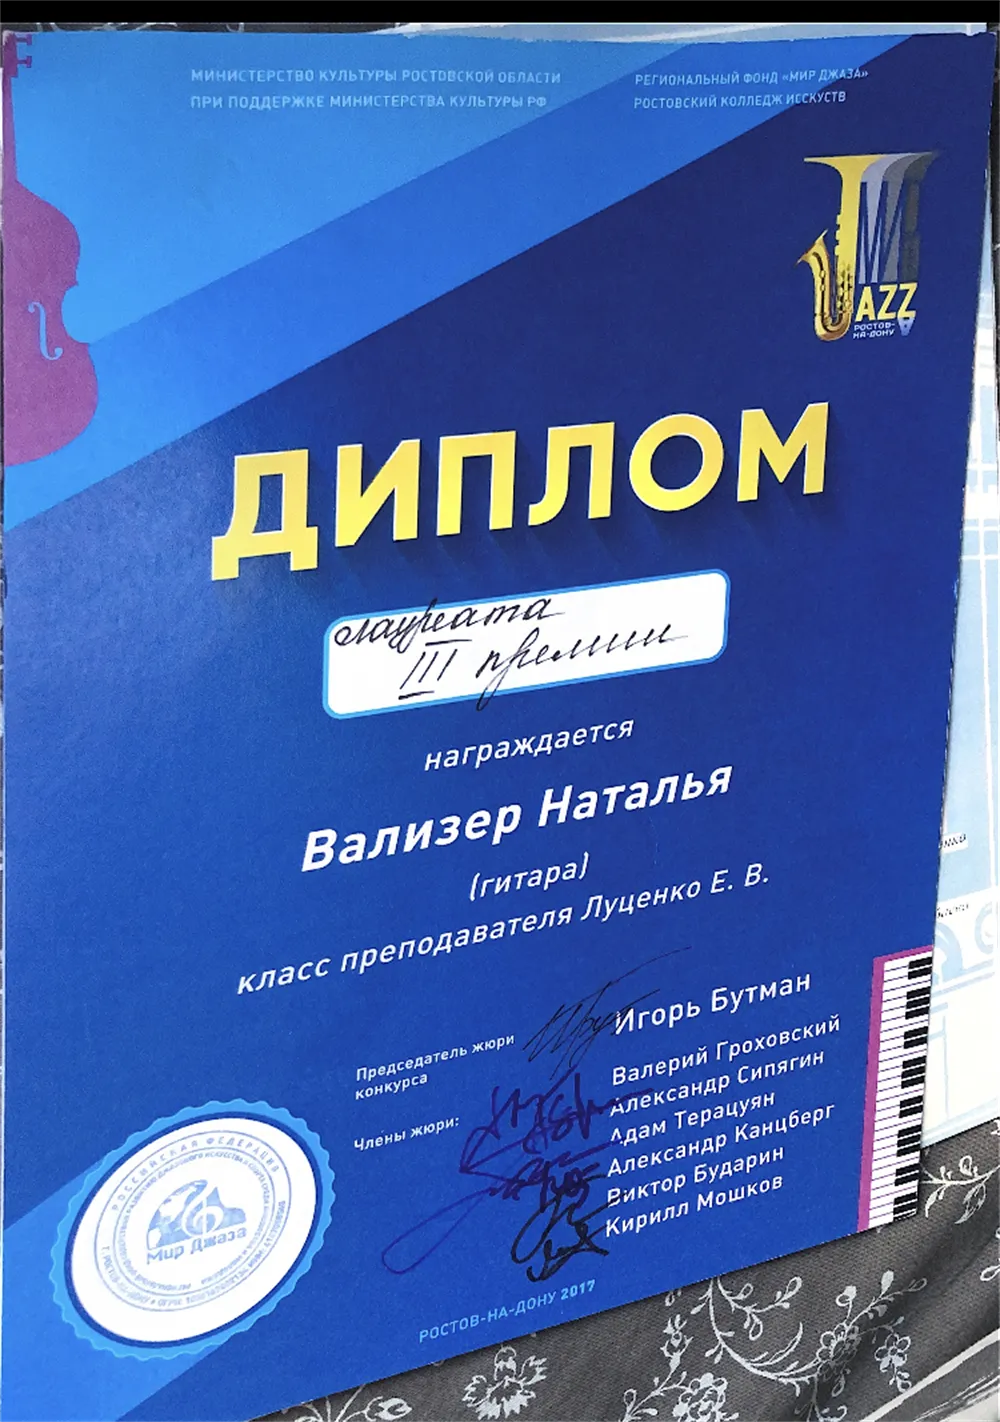 МИНИСТЕРСТВО КУЛЬТУРЫ РОСТОВСКОЙ ОБЛАСТИ
ПРИ ПОДДЕРЖКЕ МИНИСТЕРСТВА КУЛЬТУРЫ РФ
РЕГИОНАЛЬНЫЙ ФОНД «МИР ДЖАЗА»
РОСТОВСКИЙ КОЛЛЕДЖ ИССКУСТВ
JAZZ
РОСТОВ-
НА-ДОНУ
ДИПЛОМ
лауреата
III премии
награждается
Вализер Наталья
(гитара)
класс преподавателя Луценко Е. В.
Председатель жюри
конкурса
Игорь Бутман
Члены жюри:
Валерий Гроховский
Александр Сипягин
Адам Терацуян
Александр Канцберг
Виктор Бударин
Кирилл Мошков
РОССИЙСКАЯ ФЕДЕРАЦИЯ
Мир Джаза
РОСТОВ-НА-ДОНУ 2017